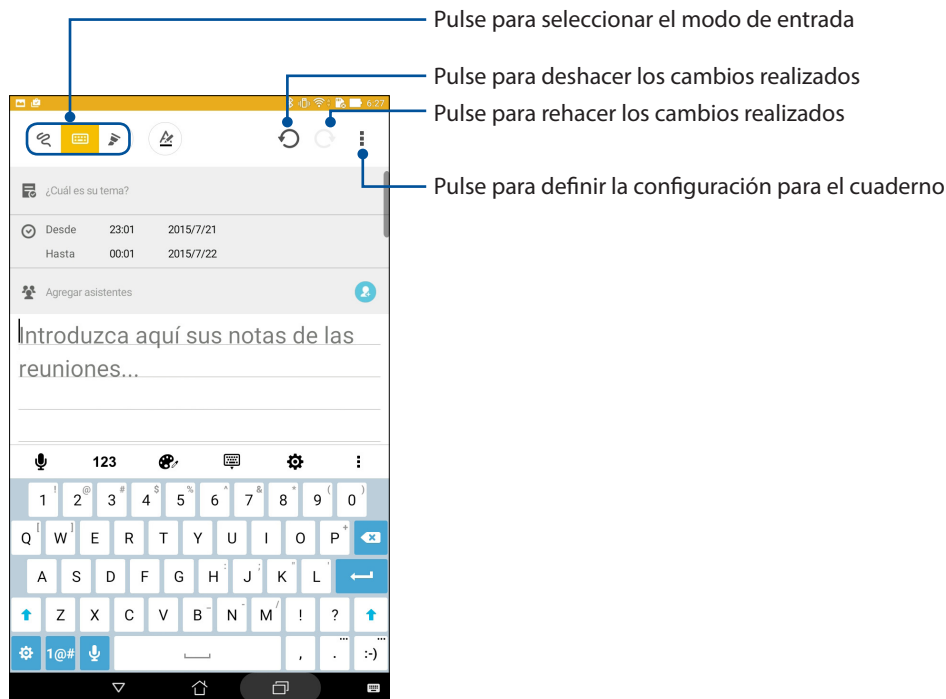 Pulse para seleccionar el modo de entrada
Pulse para deshacer los cambios realizados
Pulse para rehacer los cambios realizados
Pulse para definir la configuración para el cuaderno
6:27
¿Cuál es su tema?
Desde 23:01 2015/7/21
Hasta 00:01 2015/7/22
Agregar asistentes
Introduzca aquí sus notas de las
reuniones...
123
1 ! 2 @ 3 # 4 $ 5 % 6 ^ 7 & 8 * 9 ( 0 )
Q [ W ] E R T Y U I O P +
A S D F G H : J ; K " L '
Z X C V B _ N - M / ! ?
1@# , . ... :-) ...